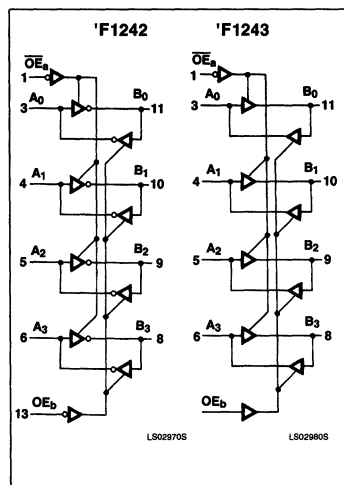 'F1242 'F1243
OEa OEa
1 1
A0 B0 A0 B0
3 11 3 11
A1 B1 A1 B1
4 10 4 10
A2 B2 A2 B2
5 9 5 9
A3 B3 A3 B3
6 8 6 8
OEb OEb
13
LS02970S LS02980S